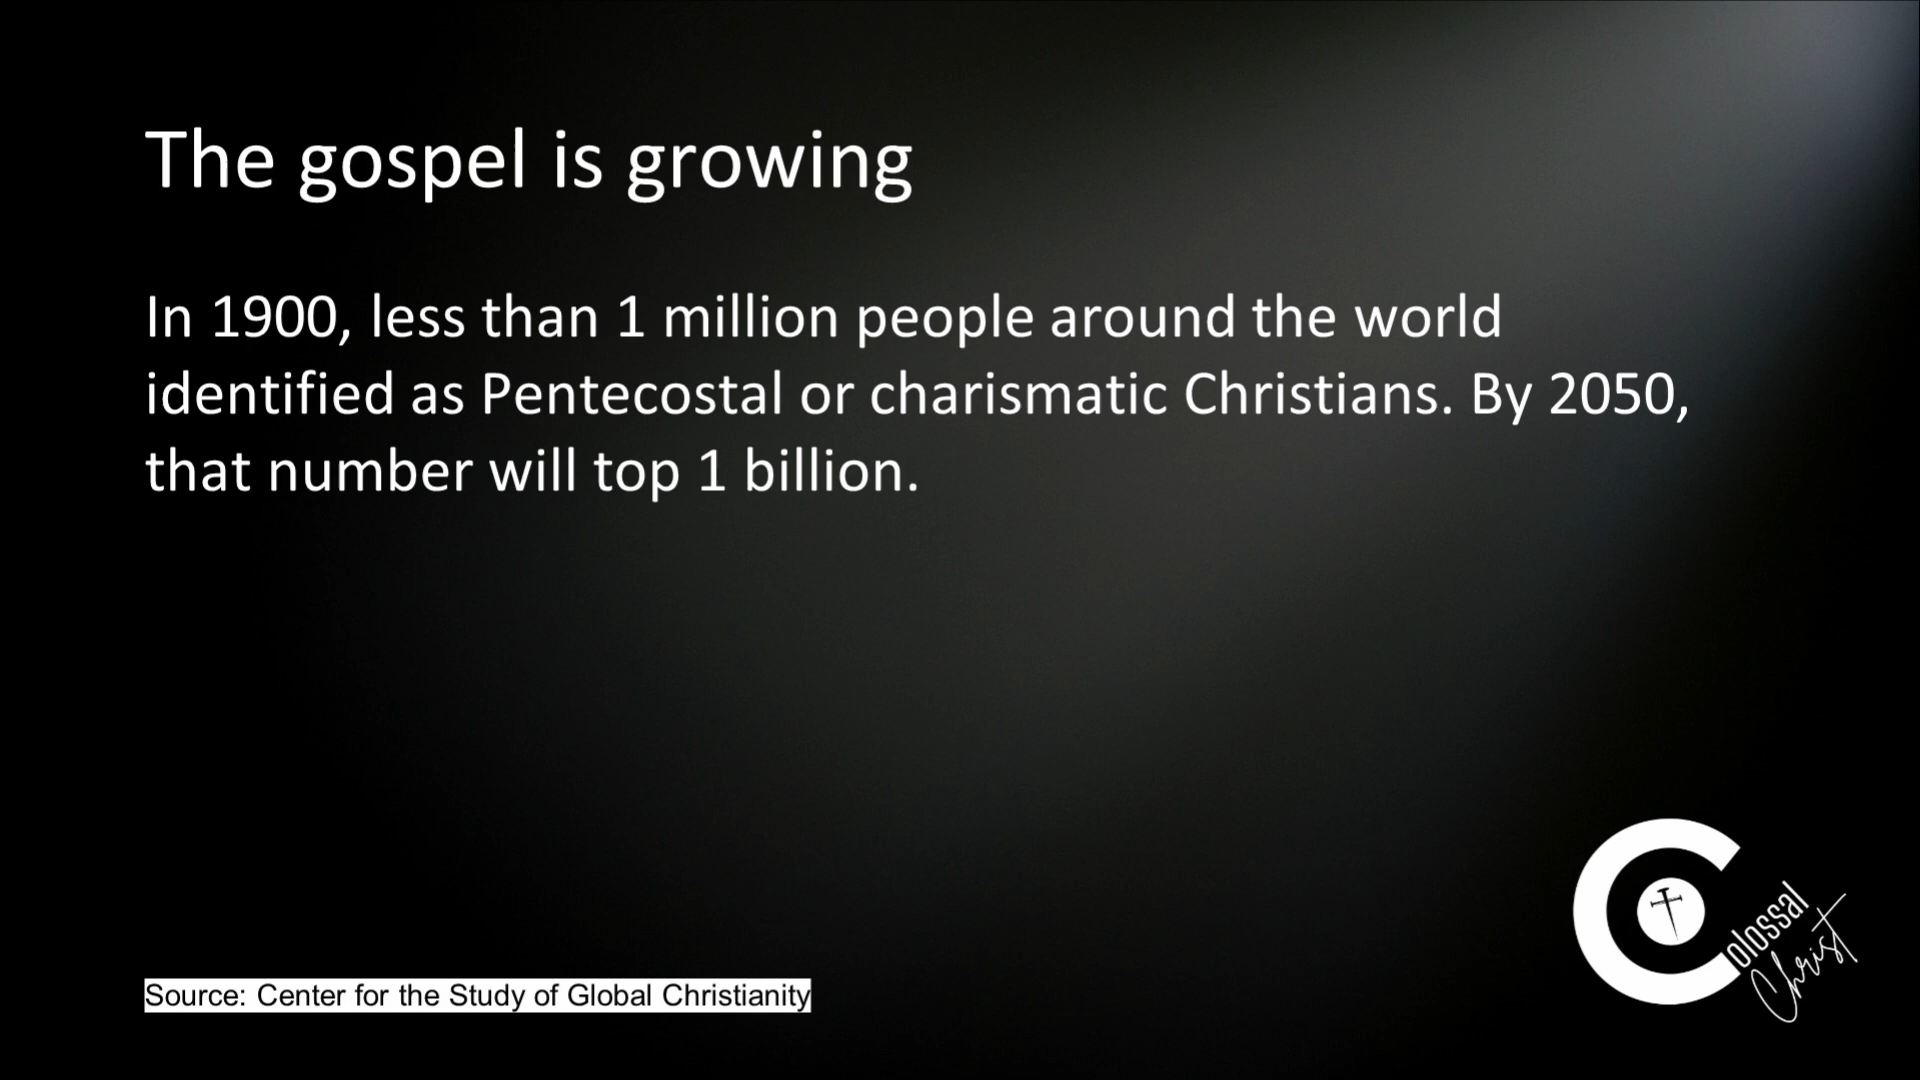 The gospel is growing
In 1900, less than 1 million people around the world
identified as Pentecostal or charismatic Christians. By 2050,
that number will top 1 billion.
Colossal
Christ
Source: Center for the Study of Global Christianity